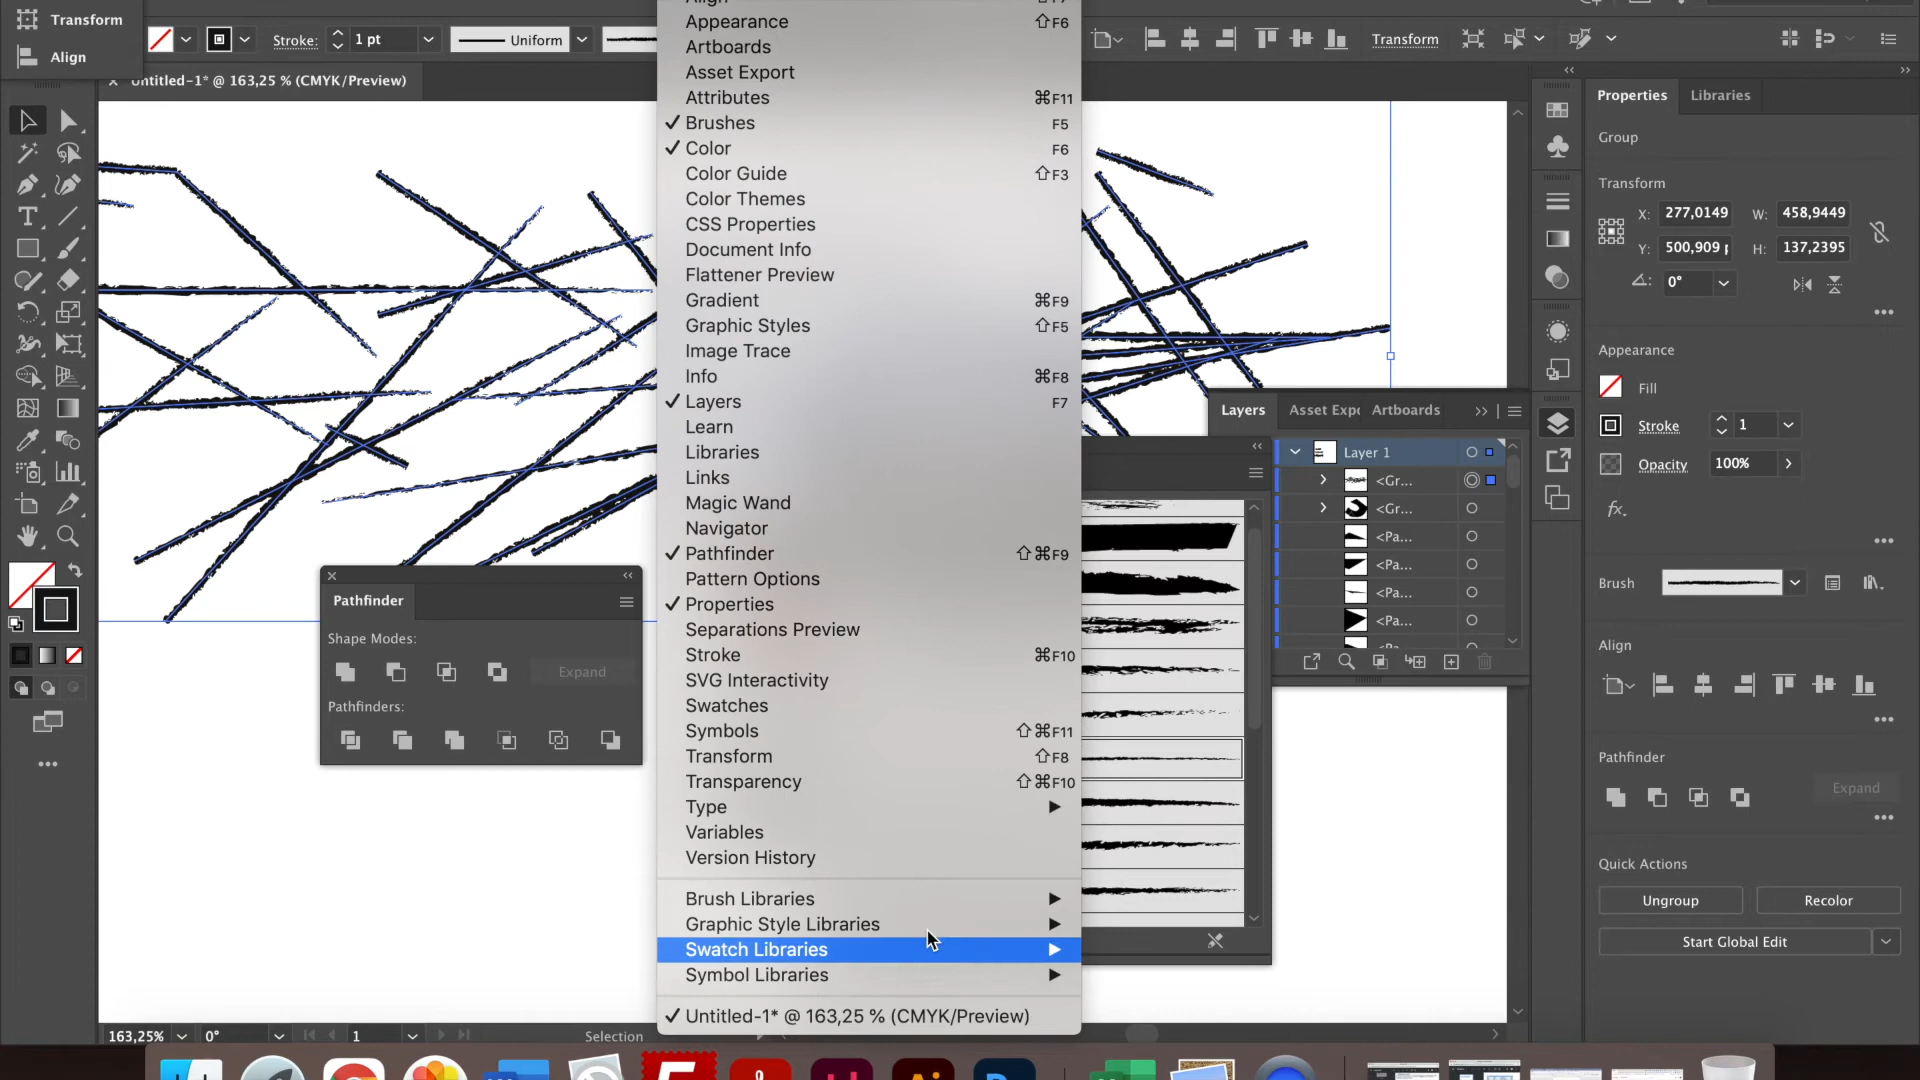 Transform
Align
Stroke:
1 pt
Uniform
Transform
Untitled-1* @ 163,25 % (CMYK/Preview)
Appearance ⇧F6
Artboards
Asset Export
Attributes ⌘F11
✓ Brushes F5
✓ Color F6
Color Guide ⇧F3
Color Themes
CSS Properties
Document Info
Flattener Preview
Gradient ⌘F9
Graphic Styles ⇧F5
Image Trace
Info ⌘F8
✓ Layers F7
Learn
Libraries
Links
Magic Wand
Navigator
✓ Pathfinder ⇧⌘F9
Pattern Options
✓ Properties
Separations Preview
Stroke ⌘F10
SVG Interactivity
Swatches
Symbols ⇧⌘F11
Transform ⇧F8
Transparency ⇧⌘F10
Type
Variables
Version History
Brush Libraries
Graphic Style Libraries
Swatch Libraries
Symbol Libraries
✓ Untitled-1* @ 163,25 % (CMYK/Preview)
Pathfinder
Shape Modes:
Expand
Pathfinders:
Layers Asset Expo Artboards
Layer 1
<Gr...
<Gr...
<Pa...
<Pa...
<Pa...
<Pa...
Properties Libraries
Group
Transform
X: 277,0149 W: 458,9449
Y: 500,909 p H: 137,2395
0°
Appearance
Fill
Stroke 1
Opacity 100%
fx.
Brush
Align
Pathfinder
Expand
Quick Actions
Ungroup Recolor
Start Global Edit
163,25% 0° 1 Selection